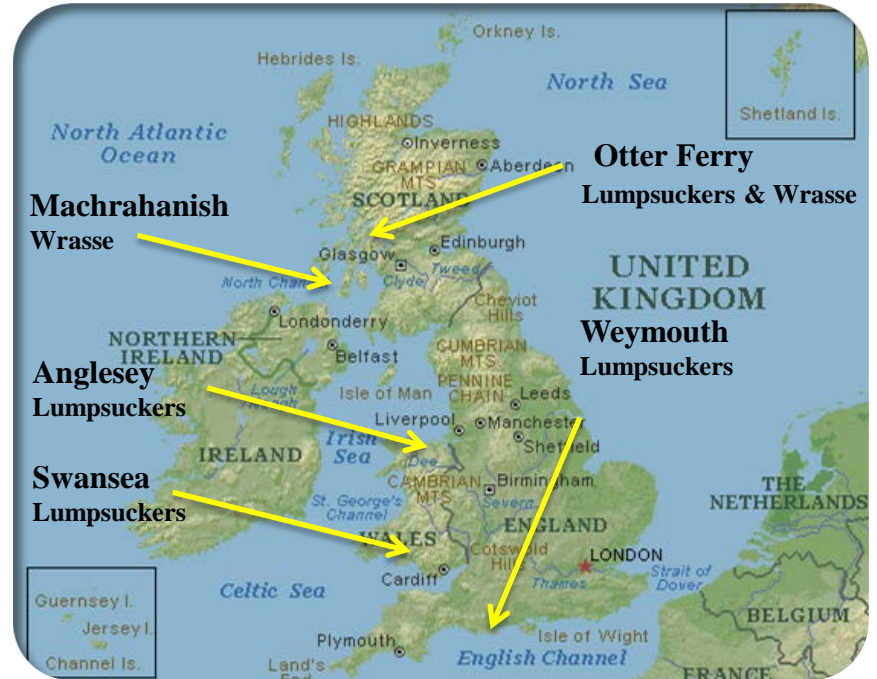 Orkney Is.
Hebrides Is.
North Sea
Shetland Is.
North Atlantic
Ocean
HIGHLANDS
Inverness
GRAMPIAN
MTS.
Aberdeen
SCOTLAND
Otter Ferry
Lumpsuckers & Wrasse
Machrahanish
Wrasse
Glasgow
Edinburgh
Clyde
Tweed
North Chan
UNITED
KINGDOM
Cheviot
Hills
Londonderry
NORTHERN
IRELAND
Belfast
Lough
Weymouth
Lumpsuckers
CUMBRIAN
MTS.
PENNINE
CHAIN
Anglesey
Lumpsuckers
Isle of Man
Leeds
Liverpool
Manchester
Sheffield
Irish
Sea
IRELAND
Dee
Swansea
Lumpsuckers
CAMBRIAN
MTS.
Birmingham
Severn
St. George's
Channel
WALES
ENGLAND
THE
NETHERLANDS
Cotswold
Hills
LONDON
Thames
Strait of
Dover
Cardiff
Celtic Sea
BELGIUM
Guernsey I.
Jersey I.
Channel Is.
Plymouth
Isle of Wight
English Channel
Land's
FRANCE